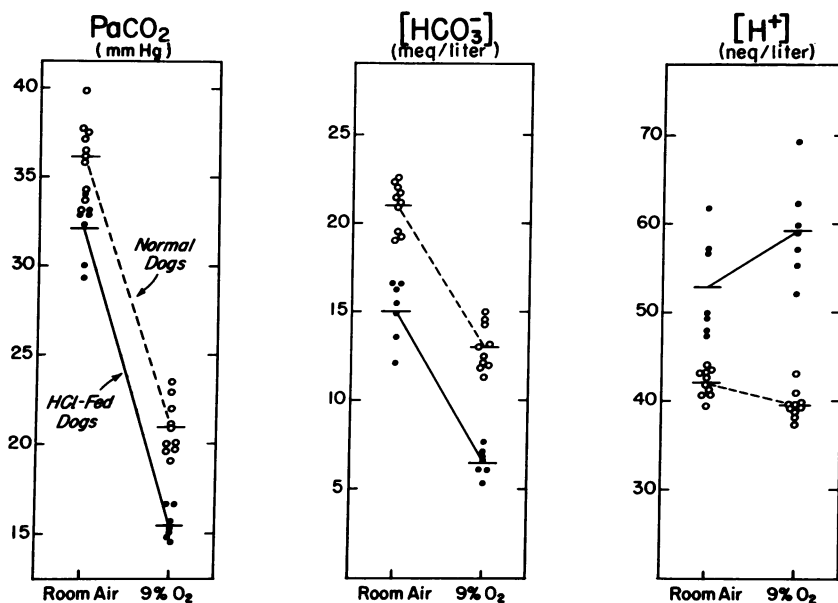 PaCO₂
(mm Hg)
40
35
30
25
20
15
Normal
Dogs
HCl-Fed
Dogs
Room Air 9% O₂
[HCO₃⁻]
(meq/liter)
25
20
15
10
5
Room Air 9% O₂
[H⁺]
(neq/liter)
70
60
50
40
30
Room Air 9% O₂